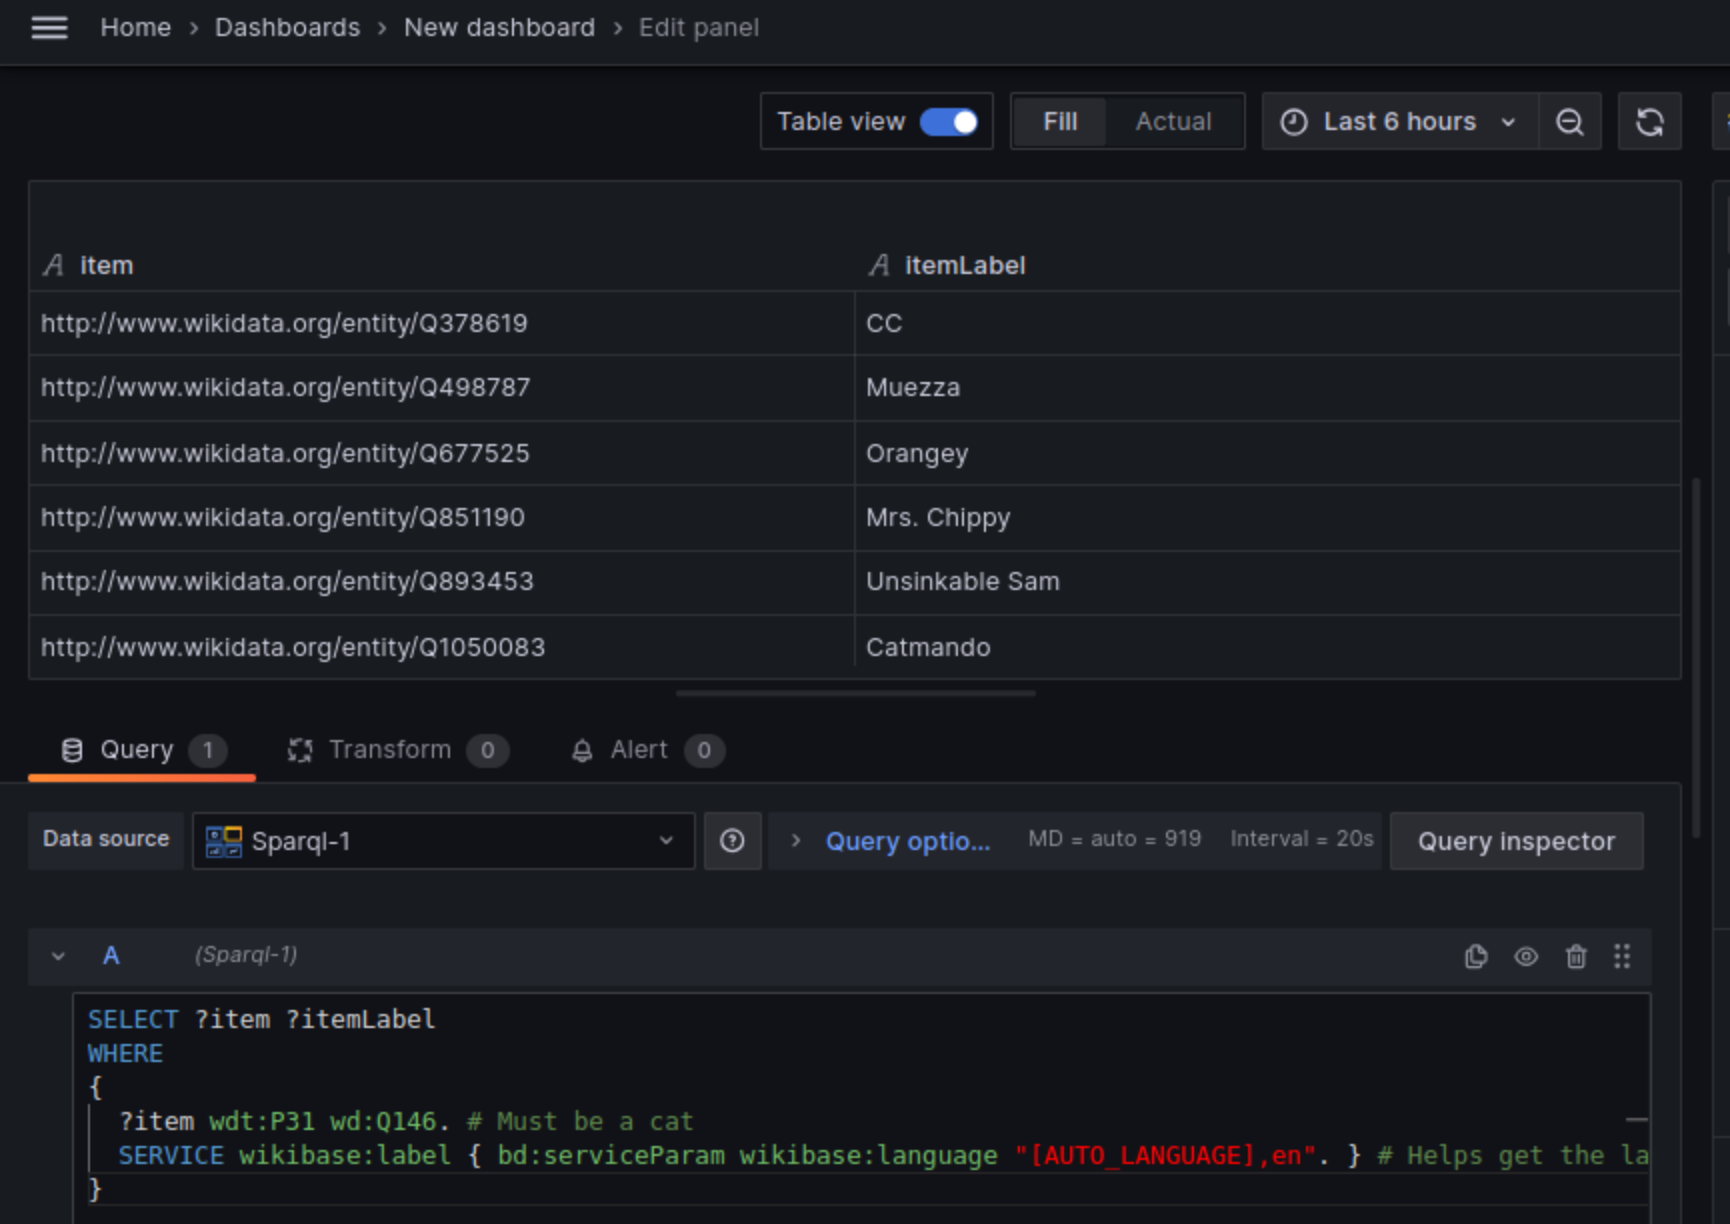 Home › Dashboards › New dashboard › Edit panel
Table view Fill Actual Last 6 hours
item itemLabel
http://www.wikidata.org/entity/Q378619 CC
http://www.wikidata.org/entity/Q498787 Muezza
http://www.wikidata.org/entity/Q677525 Orangey
http://www.wikidata.org/entity/Q851190 Mrs. Chippy
http://www.wikidata.org/entity/Q893453 Unsinkable Sam
http://www.wikidata.org/entity/Q1050083 Catmando
Query 1 Transform 0 Alert 0
Data source Sparql-1 Query optio... MD = auto = 919 Interval = 20s Query inspector
A (Sparql-1)
SELECT ?item ?itemLabel
WHERE
{
?item wdt:P31 wd:Q146. # Must be a cat
SERVICE wikibase:label { bd:serviceParam wikibase:language "[AUTO_LANGUAGE],en". } # Helps get the la
}